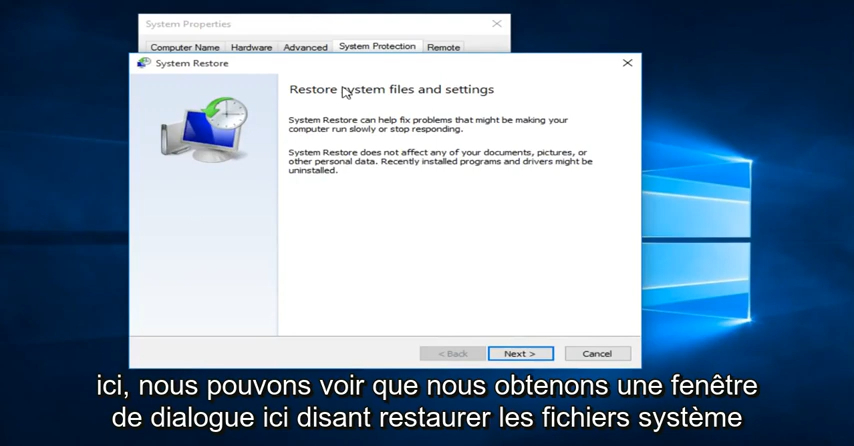 System Properties
Computer Name Hardware Advanced System Protection Remote
System Restore
Restore system files and settings
System Restore can help fix problems that might be making your
computer run slowly or stop responding.
System Restore does not affect any of your documents, pictures, or
other personal data. Recently installed programs and drivers might be
uninstalled.
< Back Next > Cancel
ici, nous pouvons voir que nous obtenons une fenêtre
de dialogue ici disant restaurer les fichiers système